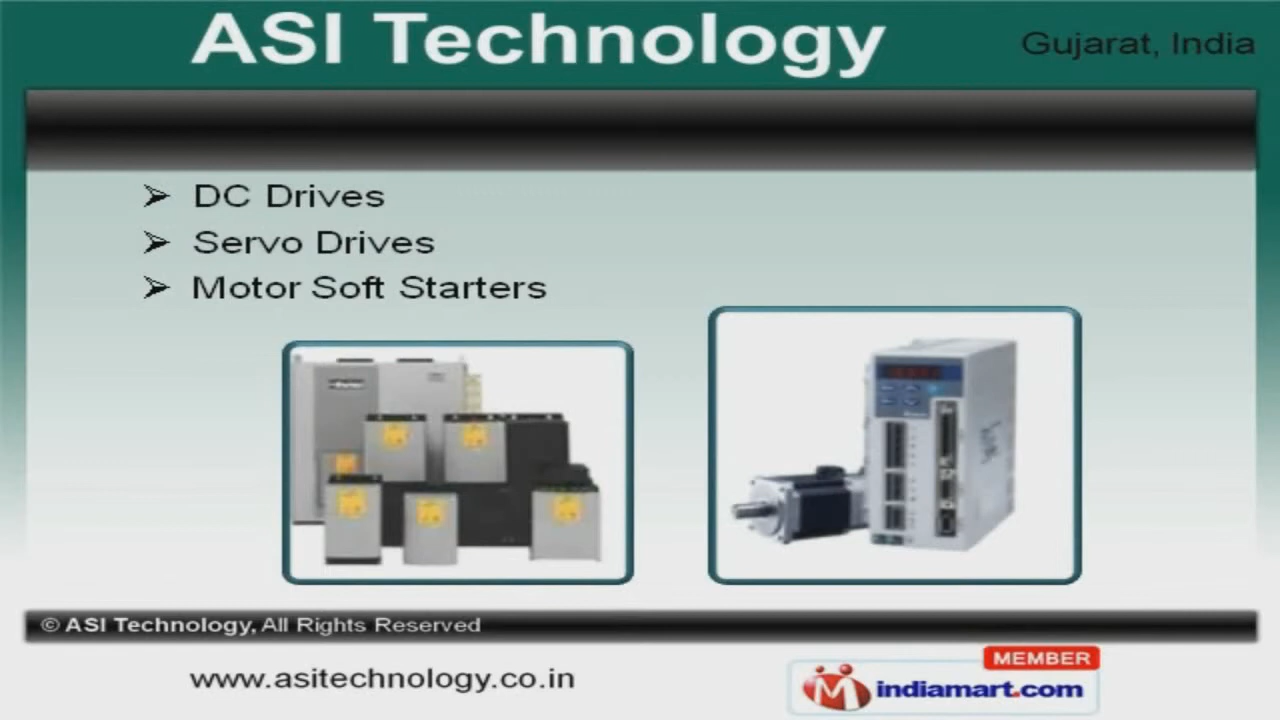 ASI Technology
Gujarat, India
➢ DC Drives
➢ Servo Drives
➢ Motor Soft Starters
© ASI Technology, All Rights Reserved
www.asitechnology.co.in
MEMBER
indiamart.com